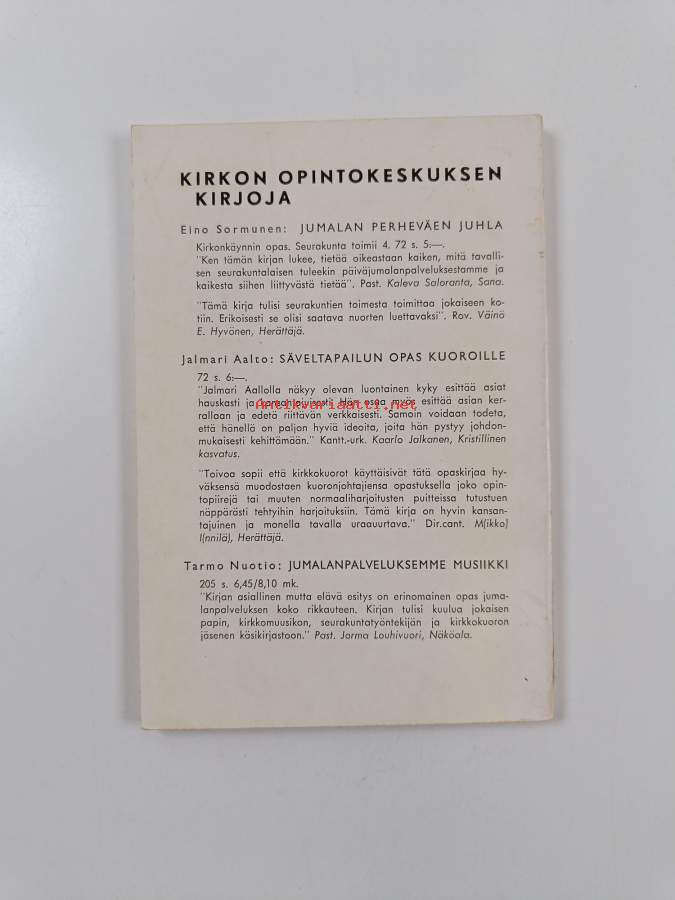 KIRKON OPINTOKESKUKSEN
KIRJOJA
Eino Sormunen: JUMALAN PERHEVÄEN JUHLA
Kirkonkäynnin opas. Seurakunta toimii 4. 72 s. 5:—.
"Ken tämän kirjan lukee, tietää oikeastaan kaiken, mitä tavalli-
sen seurakuntalaisen tuleekin päiväjumalanpalveluksestamme ja
kaikesta siihen liittyvästä tietää". Past. Kaleva Saloranta, Sana.
"Tämä kirja tulisi seurakuntien toimesta toimittaa jokaiseen ko-
tiin. Erikoisesti se olisi saatava nuorten luettavaksi". Rov. Väinö
E. Hyvönen, Herättäjä.
Jalmari Aalto: SÄVELTAPAILUN OPAS KUOROILLE
72 s. 6:—.
"Jalmari Aallolla näkyy olevan luontainen kyky esittää asiat
hauskasti ja kansantajuisesti. Hän osaa myös esittää asian ker-
Antikvariaatti.net
rallaan ja edetä riittävän verkkaisesti. Samoin voidaan todeta,
että hänellä on paljon hyviä ideoita, joita hän pystyy johdon-
mukaisesti kehittämään." Kantt.-urk. Kaarlo Jalkanen, Kristillinen
kasvatus.
"Toivoa sopii että kirkkokuorot käyttäisivät tätä opaskirjaa hy-
väksensä muodostaen kuoronjohtajiensa opastuksella joko opin-
topiirejä tai muuten normaaliharjoitusten puitteissa tutustuen
näppärästi tehtyihin harjoituksiin. Tämä kirja on hyvin kansan-
tajuinen ja monella tavalla uraauurtava." Dir.cant. M(ikko)
I(nnilä), Herättäjä.
Tarmo Nuotio: JUMALANPALVELUKSEMME MUSIIKKI
205 s. 6,45/8,10 mk.
"Kirjan asiallinen mutta elävä esitys on erinomainen opas juma-
lanpalveluksen koko rikkauteen. Kirjan tulisi kuulua jokaisen
papin, kirkkomuusikon, seurakuntatyöntekijän ja kirkkokuoron
jäsenen käsikirjastoon." Past. Jorma Louhivuori, Näköala.